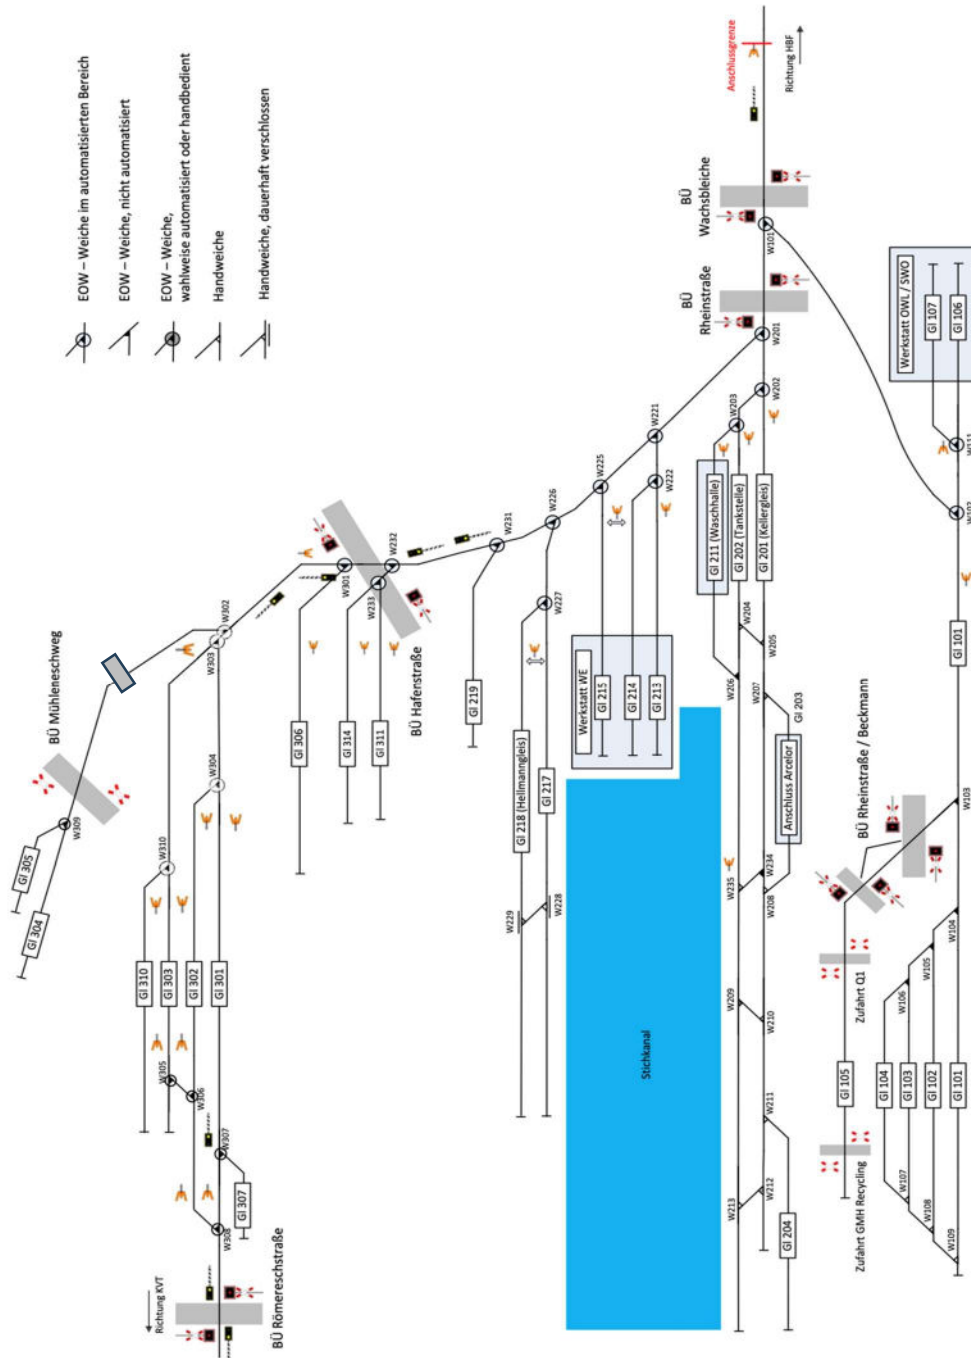 EOW – Weiche im automatisierten Bereich
EOW – Weiche, nicht automatisiert
EOW – Weiche,
wahlweise automatisiert oder handbedient
Handweiche
Handweiche, dauerhaft verschlossen
Anschlussgrenze
Richtung HBF
BÜ
Wachsbleiche
W101
BÜ
Rheinstraße
W201
W202
W203
W221
W222
W225
W226
W227
W231
W232
W233
W301
W302
W303
W304
W310
BÜ Mühleneschweg
W309
Gl 305
Gl 304
BÜ Hafenstraße
Gl 306
Gl 314
Gl 311
Gl 219
Gl 218 (Hellmanngleis)
Gl 217
W229
W228
Werkstatt WE
Gl 215
Gl 214
Gl 213
Gl 211 (Waschhalle)
Gl 202 (Tankstelle)
Gl 201 (Kellergleis)
W204
W205
W206
W207
Gl 203
Anschluss Arcelor
W234
W235
W208
W209
W210
W211
W212
W213
Gl 204
Stichkanal
Gl 310
Gl 303
Gl 302
Gl 301
W305
W306
W307
Gl 307
W308
Richtung KVT
BÜ Römereschstraße
Werkstatt OWL / SWO
Gl 107
Gl 106
W111
W102
Gl 101
W103
BÜ Rheinstraße / Beckmann
Zufahrt Q1
Gl 105
Zufahrt GMH Recycling
W104
W105
W106
Gl 104
Gl 103
Gl 102
Gl 101
W107
W108
W109